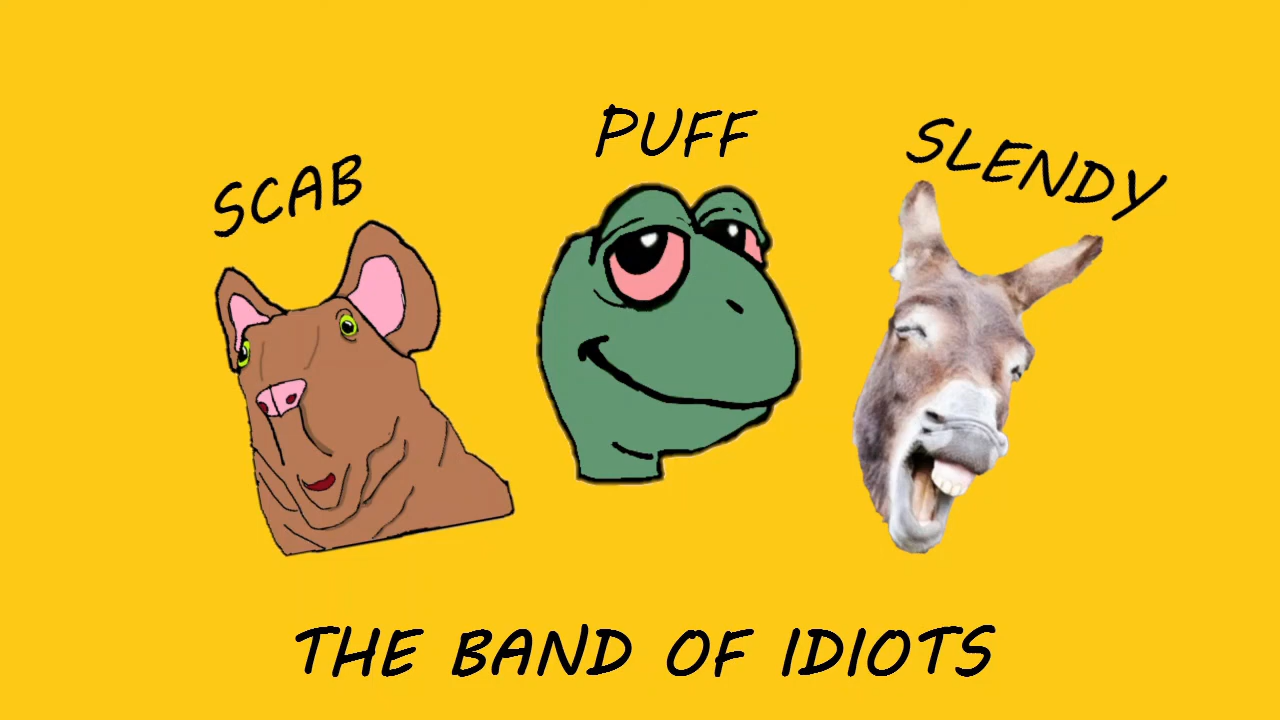 SCAB
PUFF
SLENDY
THE BAND OF IDIOTS